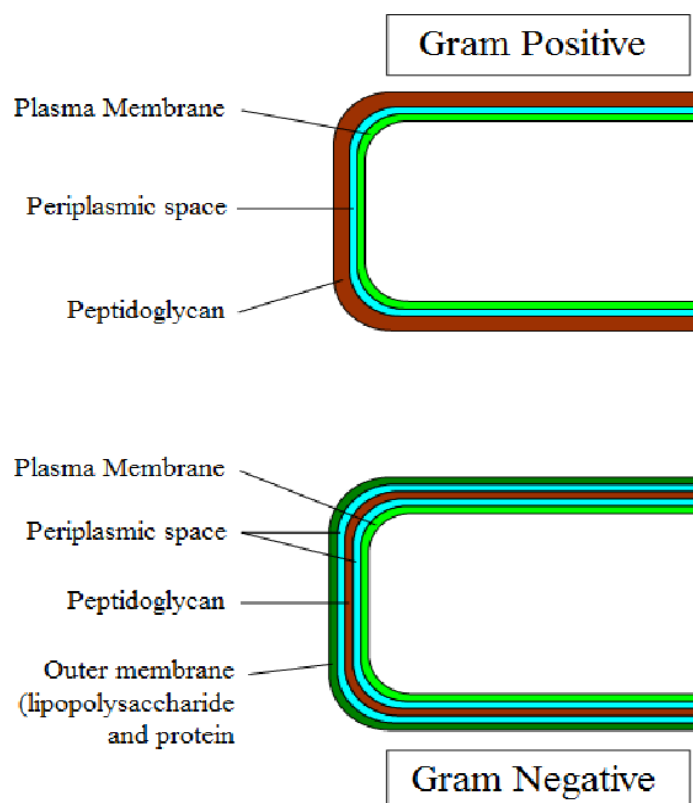 Gram Positive
Plasma Membrane
Periplasmic space
Peptidoglycan
Plasma Membrane
Periplasmic space
Peptidoglycan
Outer membrane
(lipopolysaccharide
and protein
Gram Negative